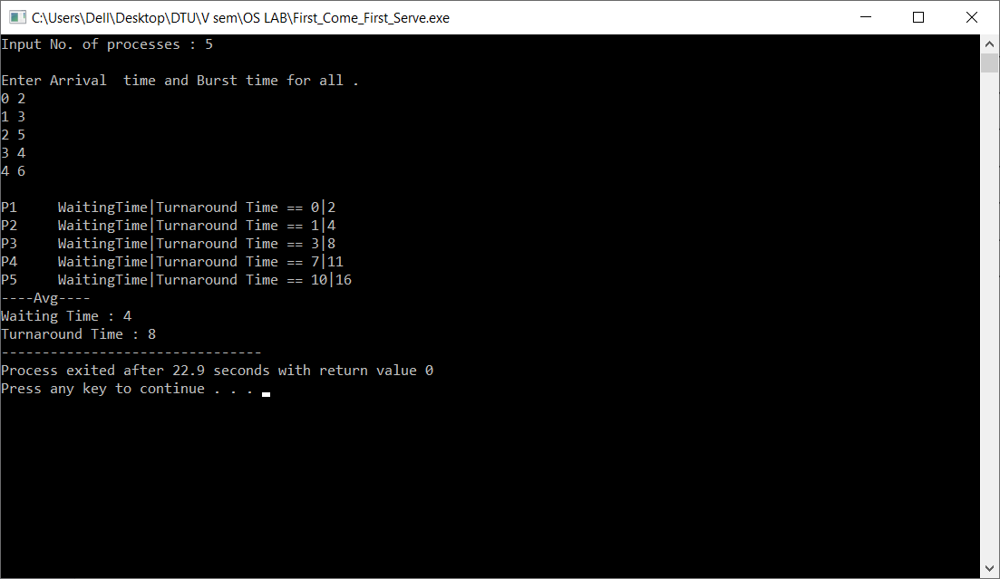 C:\Users\Dell\Desktop\DTU\V sem\OS LAB\First_Come_First_Serve.exe
Input No. of processes : 5
Enter Arrival  time and Burst time for all .
0 2
1 3
2 5
3 4
4 6
P1     WaitingTime|Turnaround Time == 0|2
P2     WaitingTime|Turnaround Time == 1|4
P3     WaitingTime|Turnaround Time == 3|8
P4     WaitingTime|Turnaround Time == 7|11
P5     WaitingTime|Turnaround Time == 10|16
----Avg----
Waiting Time : 4
Turnaround Time : 8
--------------------------------
Process exited after 22.9 seconds with return value 0
Press any key to continue . . .